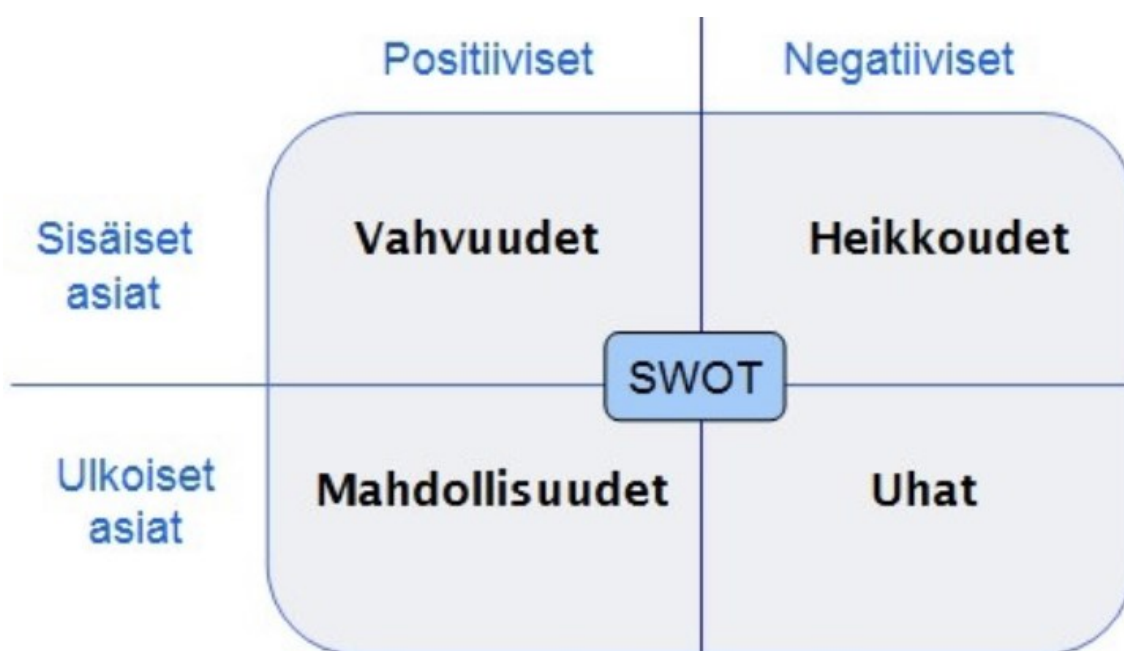 Positiiviset Negatiiviset
Sisäiset
asiat
Vahvuudet Heikkoudet
SWOT
Ulkoiset
asiat
Mahdollisuudet Uhat